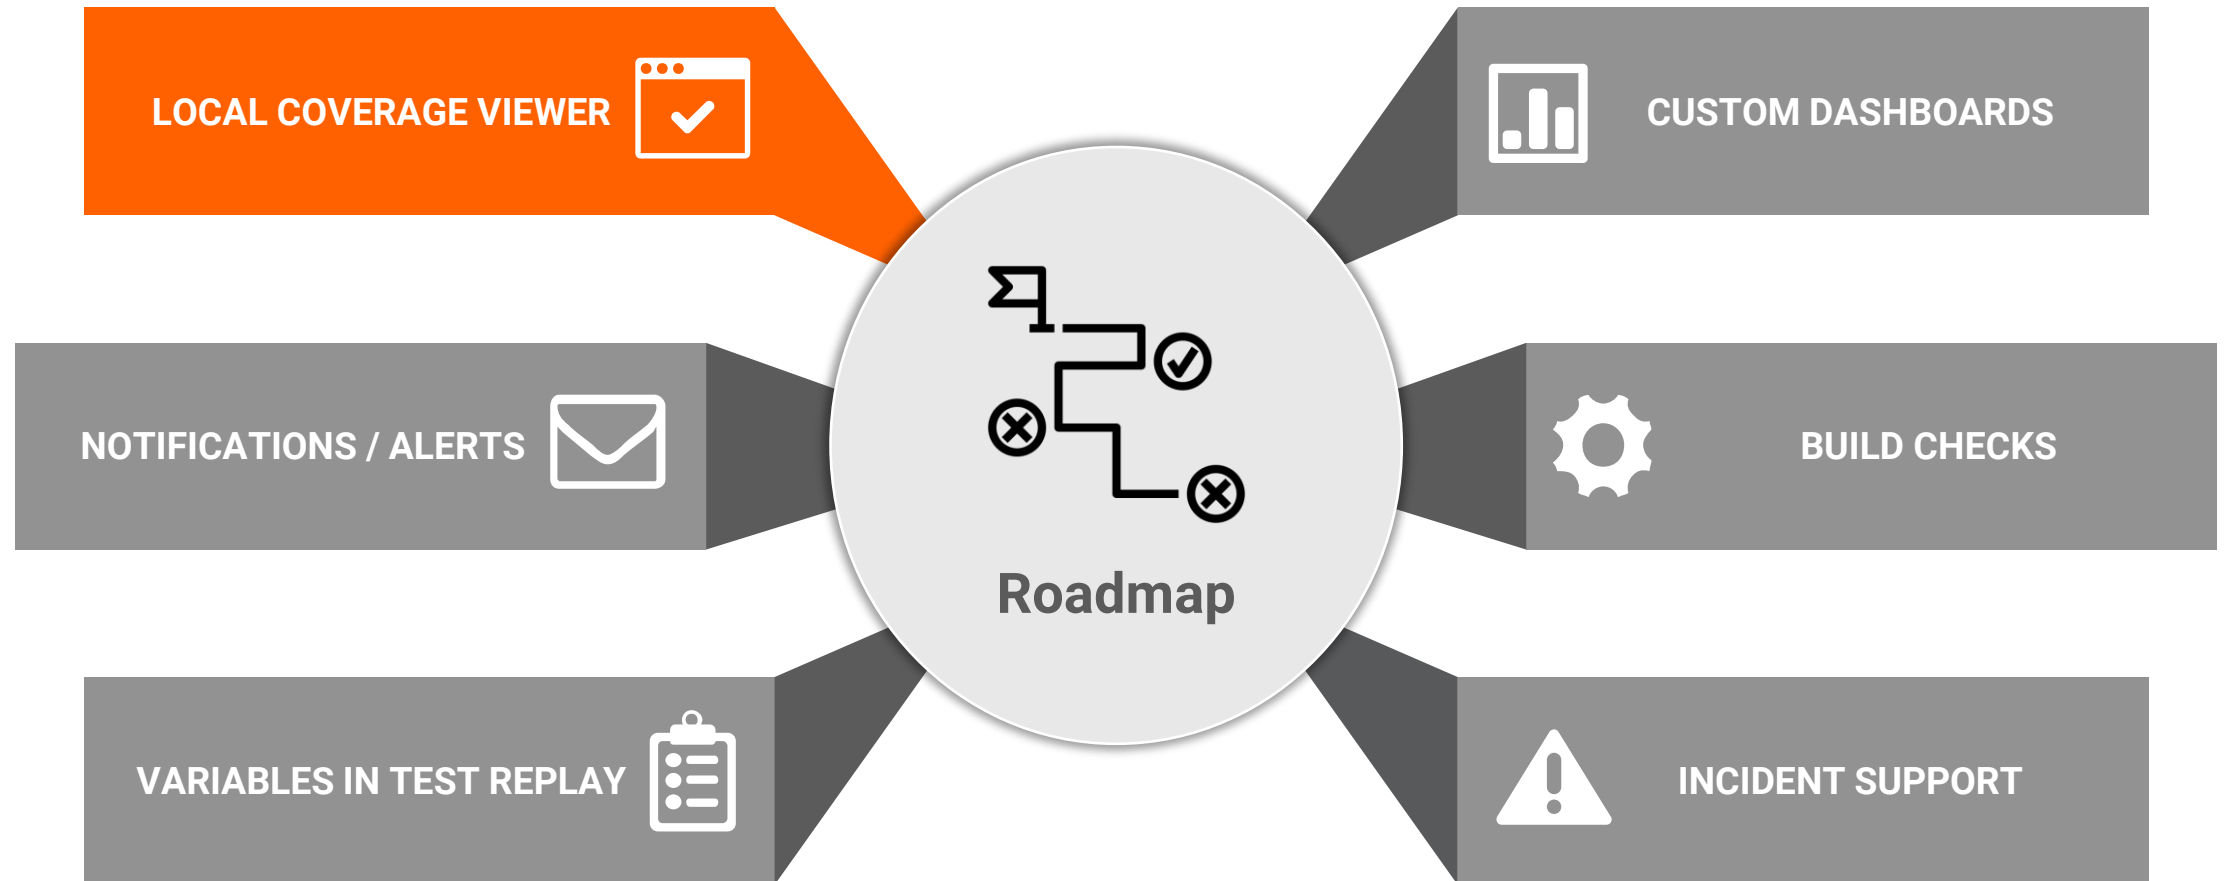 LOCAL COVERAGE VIEWER
CUSTOM DASHBOARDS
NOTIFICATIONS / ALERTS
BUILD CHECKS
Roadmap
VARIABLES IN TEST REPLAY
INCIDENT SUPPORT